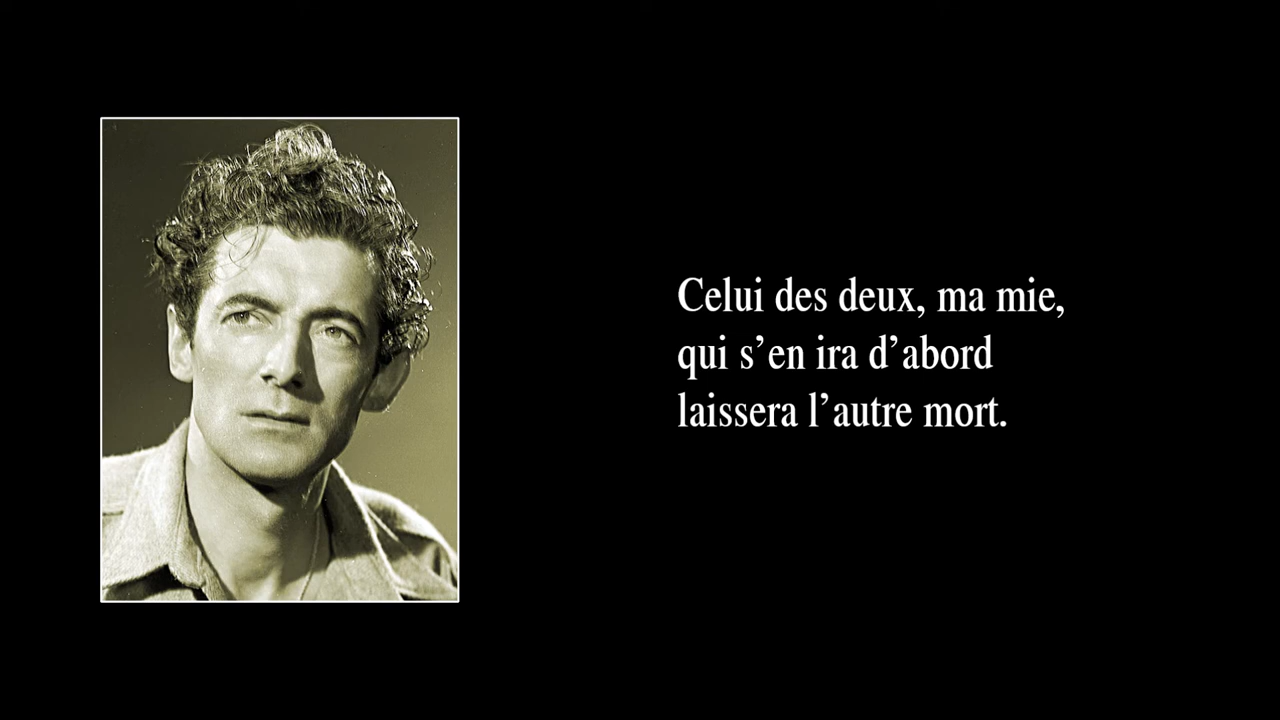 Celui des deux, ma mie,
qui s’en ira d’abord
laissera l’autre mort.